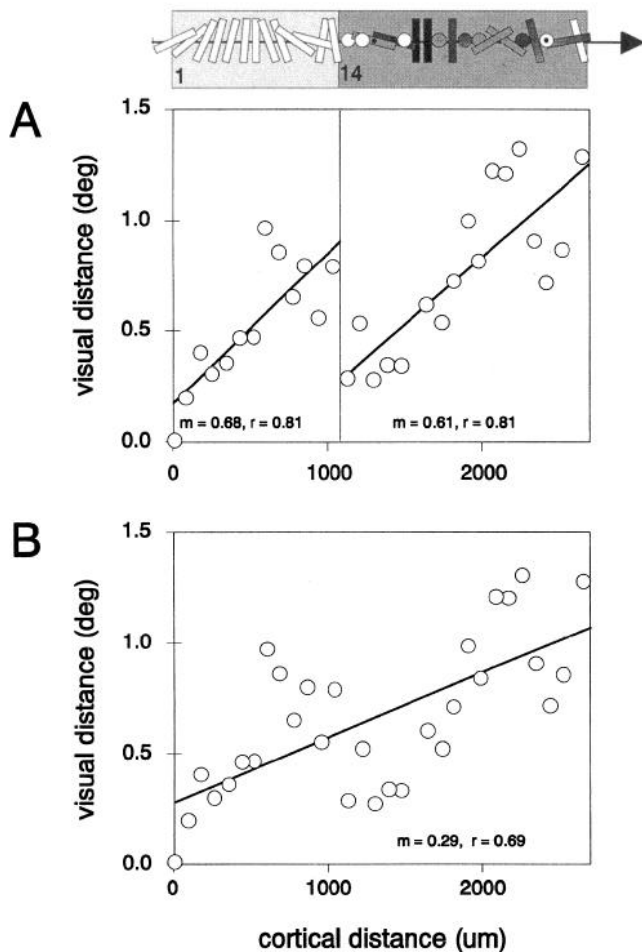 1 14
A
1.5
1.0
0.5
0.0
visual distance (deg)
m = 0.68, r = 0.81 m = 0.61, r = 0.81
0 1000 2000
B
1.5
1.0
0.5
0.0
visual distance (deg)
m = 0.29, r = 0.69
0 1000 2000
cortical distance (um)